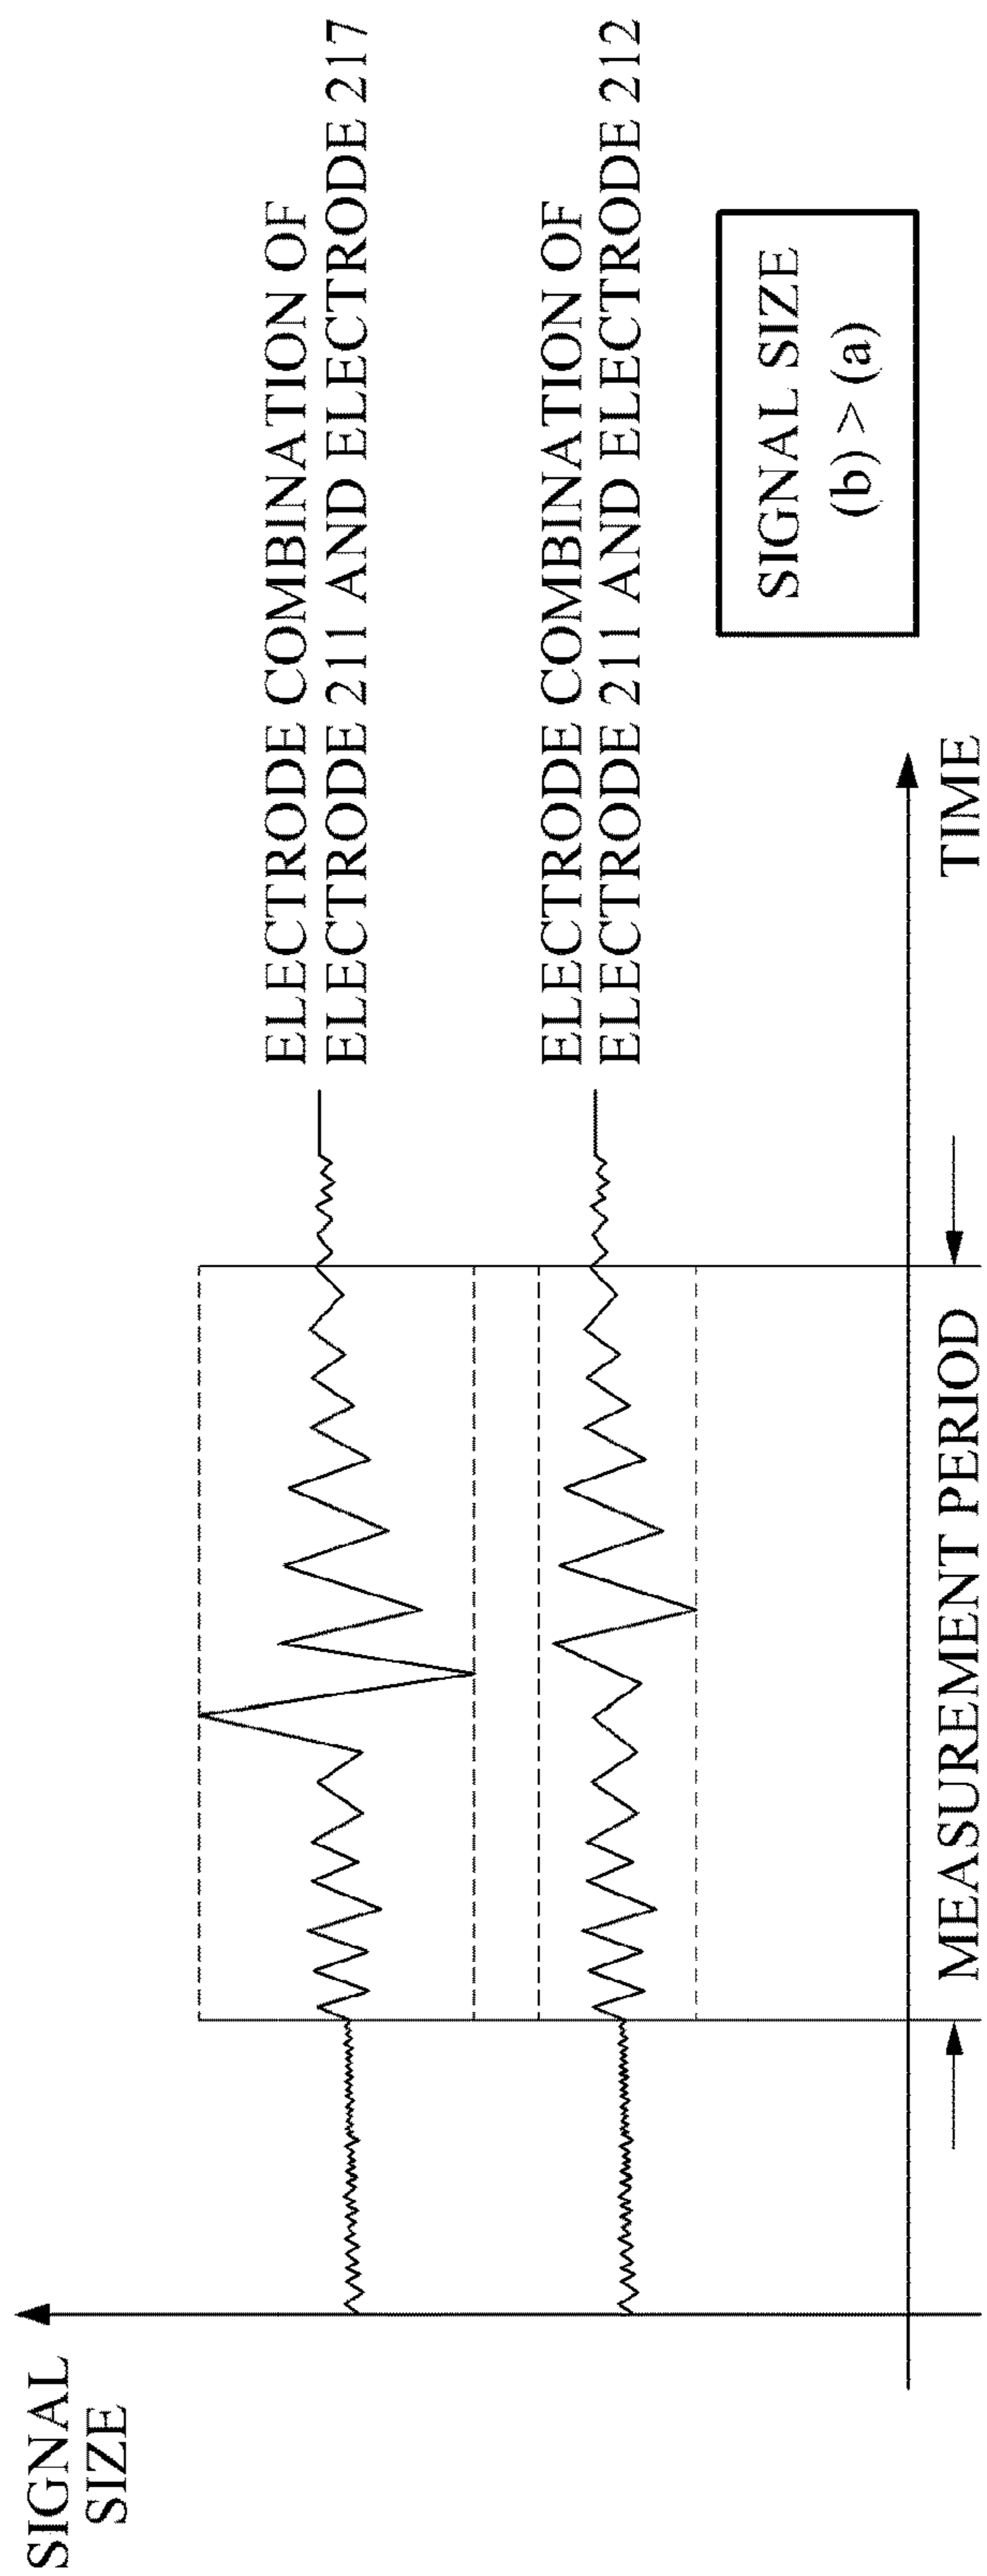 SIGNAL
SIZE
ELECTRODE COMBINATION OF
ELECTRODE 211 AND ELECTRODE 217
ELECTRODE COMBINATION OF
ELECTRODE 211 AND ELECTRODE 212
SIGNAL SIZE
(b) > (a)
MEASUREMENT PERIOD
TIME